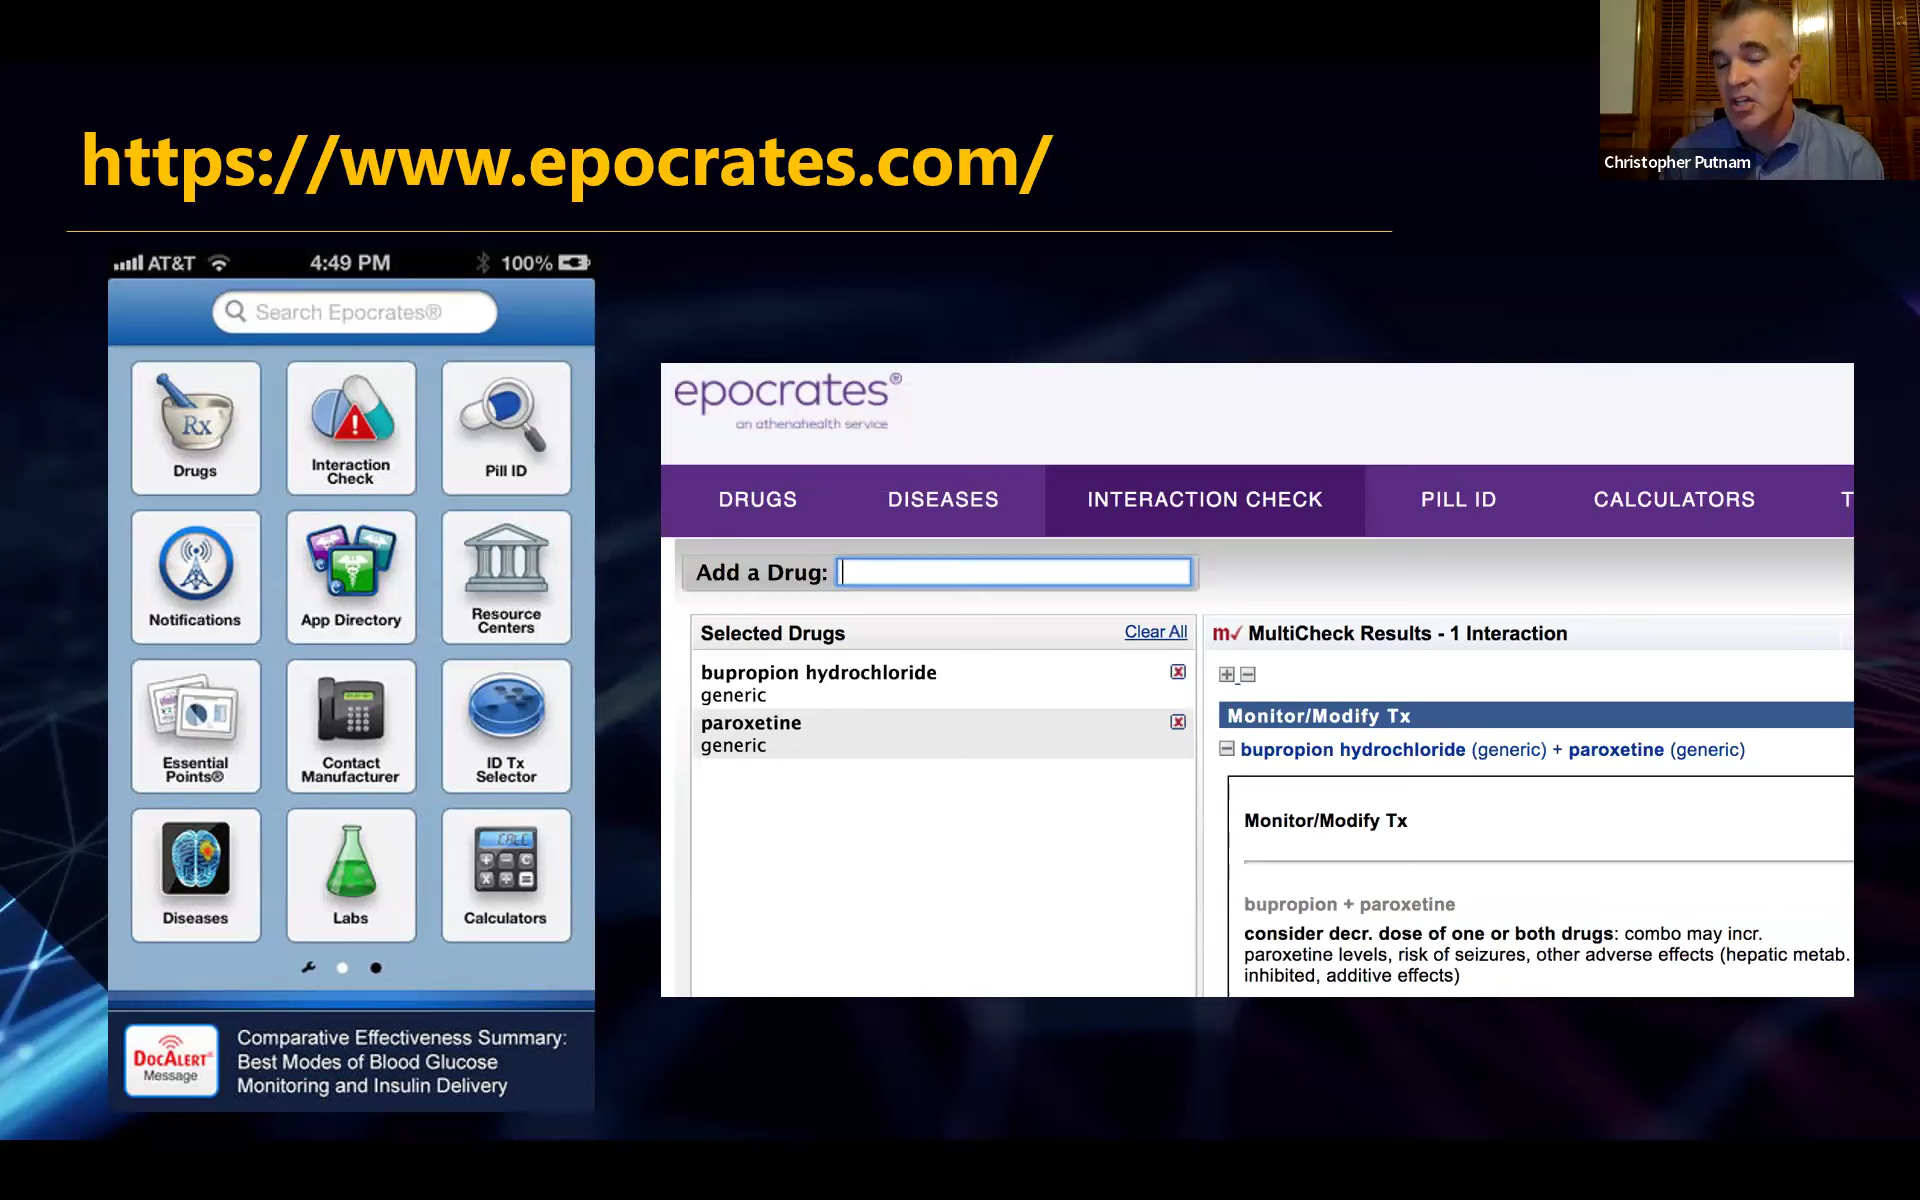 https://www.epocrates.com/
Christopher Putnam
AT&T 4:49 PM 100%
Search Epocrates®
Rx
Drugs
Interaction
Check
Pill ID
Notifications
App Directory
Resource
Centers
Essential
Points®
Contact
Manufacturer
ID Tx
Selector
CALC
Diseases
Labs
Calculators
DOCALERT®
Message
Comparative Effectiveness Summary:
Best Modes of Blood Glucose
Monitoring and Insulin Delivery
epocrates®
an athenahealth service
DRUGS DISEASES INTERACTION CHECK PILL ID CALCULATORS T
Add a Drug:
Selected Drugs Clear All
bupropion hydrochloride
generic
paroxetine
generic
m✓ MultiCheck Results - 1 Interaction
Monitor/Modify Tx
bupropion hydrochloride (generic) + paroxetine (generic)
Monitor/Modify Tx
bupropion + paroxetine
consider decr. dose of one or both drugs: combo may incr.
paroxetine levels, risk of seizures, other adverse effects (hepatic metab.
inhibited, additive effects)